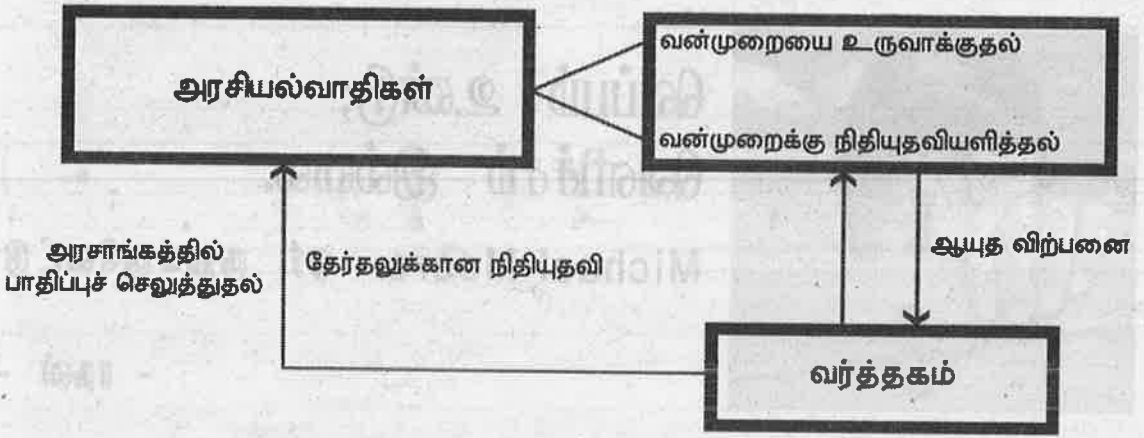 அரசியல்வாதிகள்
வன்முறையை உருவாக்குதல்
வன்முறைக்கு நிதியுதவியளித்தல்
அரசாங்கத்தில்
பாதிப்புச் செலுத்துதல்
தேர்தலுக்கான நிதியுதவி
ஆயுத விற்பனை
வர்த்தகம்